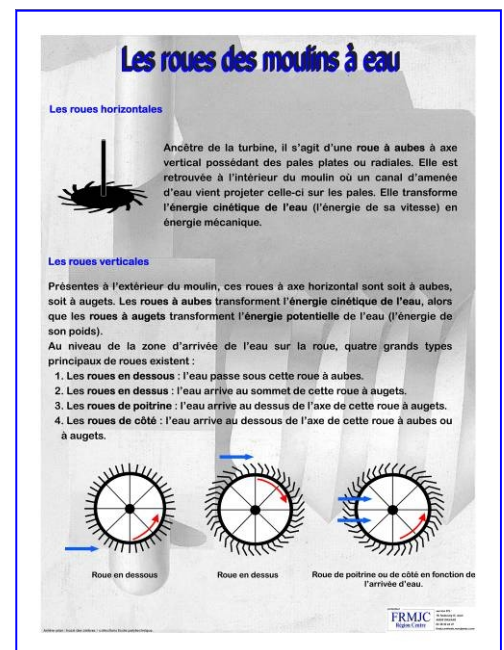 Les roues des moulins à eau
Les roues horizontales
Ancêtre de la turbine, il s'agit d'une roue à aubes à axe
vertical possédant des pales plates ou radiales. Elle est
retrouvée à l'intérieur du moulin où un canal d'amenée
d'eau vient projeter celle-ci sur les pales. Elle transforme
l'énergie cinétique de l'eau (l'énergie de sa vitesse) en
énergie mécanique.
Les roues verticales
Présentes à l'extérieur du moulin, ces roues à axe horizontal sont soit à aubes,
soit à augets. Les roues à aubes transforment l'énergie cinétique de l'eau, alors
que les roues à augets transforment l'énergie potentielle de l'eau (l'énergie de
son poids).
Au niveau de la zone d'arrivée de l'eau sur la roue, quatre grands types
principaux de roues existent :
1. Les roues en dessous : l'eau passe sous cette roue à aubes.
2. Les roues en dessus : l'eau arrive au sommet de cette roue à augets.
3. Les roues de poitrine : l'eau arrive au dessus de l'axe de cette roue à augets.
4. Les roues de côté : l'eau arrive au dessous de l'axe de cette roue à aubes ou
à augets.
Roue en dessous
Roue en dessus
Roue de poitrine ou de côté en fonction de
l'arrivée d'eau.
FRMJC
Région Centre